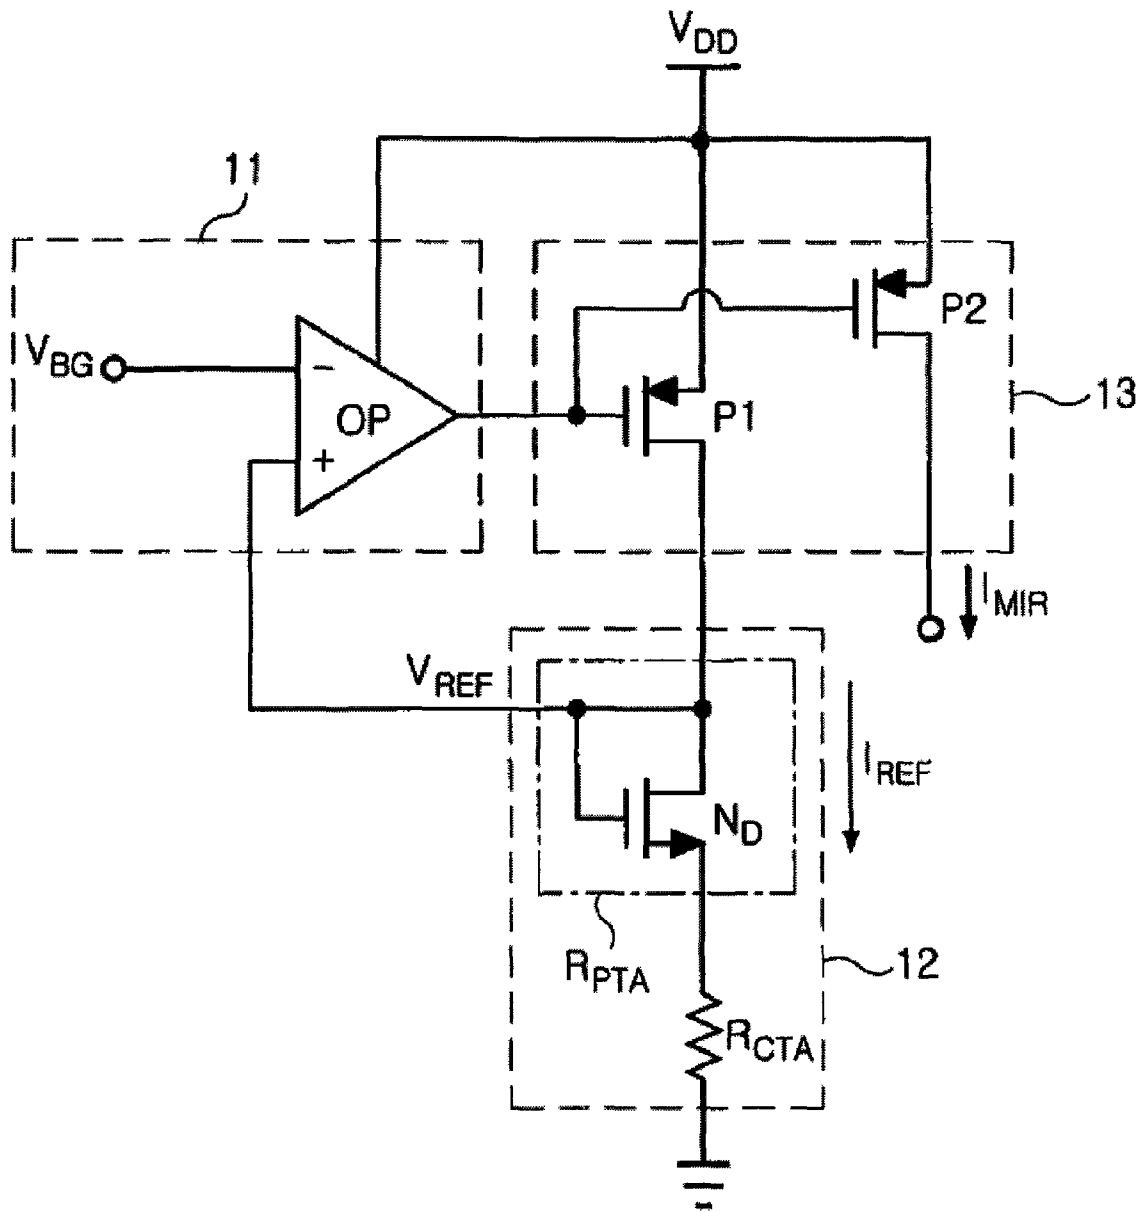 VDD
11
VBG
−
OP
+
P2
P1
13
IMIR
VREF
IREF
ND
RPTA
12
RCTA